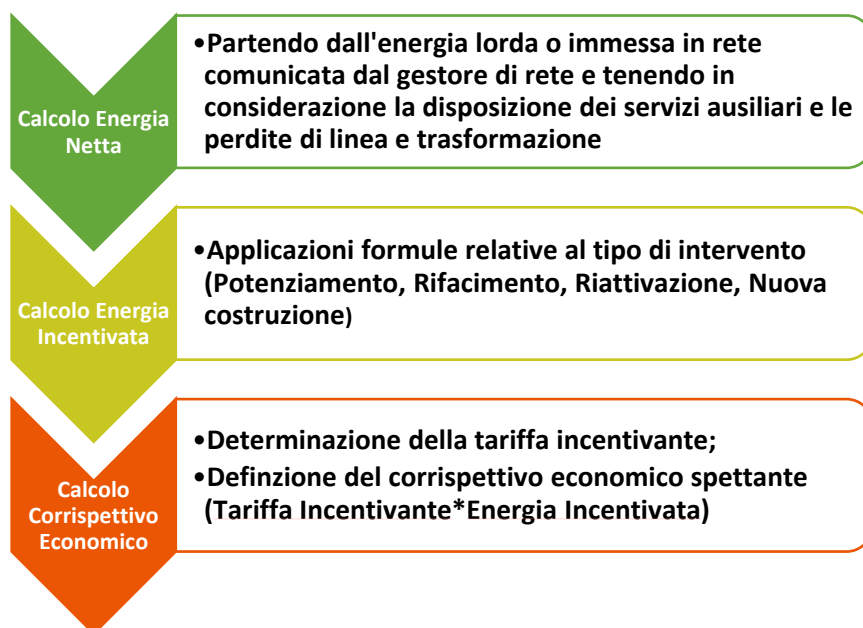 Calcolo Energia
Netta
•Partendo dall'energia lorda o immessa in rete
comunicata dal gestore di rete e tenendo in
considerazione la disposizione dei servizi ausiliari e le
perdite di linea e trasformazione
Calcolo Energia
Incentivata
•Applicazioni formule relative al tipo di intervento
(Potenziamento, Rifacimento, Riattivazione, Nuova
costruzione)
Calcolo
Corrispettivo
Economico
•Determinazione della tariffa incentivante;
•Definzione del corrispettivo economico spettante
(Tariffa Incentivante*Energia Incentivata)